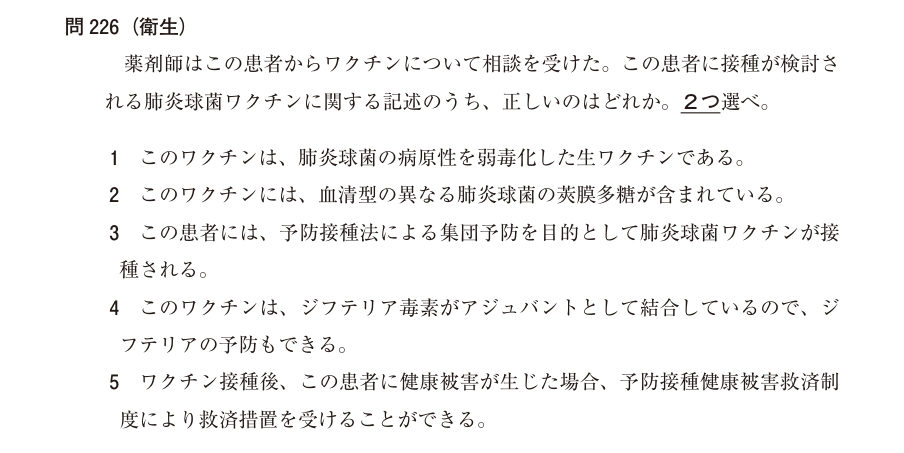 問 226（衛生）
薬剤師はこの患者からワクチンについて相談を受けた。この患者に接種が検討さ
れる肺炎球菌ワクチンに関する記述のうち、正しいのはどれか。２つ選べ。
1　このワクチンは、肺炎球菌の病原性を弱毒化した生ワクチンである。
2　このワクチンには、血清型の異なる肺炎球菌の莢膜多糖が含まれている。
3　この患者には、予防接種法による集団予防を目的として肺炎球菌ワクチンが接
種される。
4　このワクチンは、ジフテリア毒素がアジュバントとして結合しているので、ジ
フテリアの予防もできる。
5　ワクチン接種後、この患者に健康被害が生じた場合、予防接種健康被害救済制
度により救済措置を受けることができる。